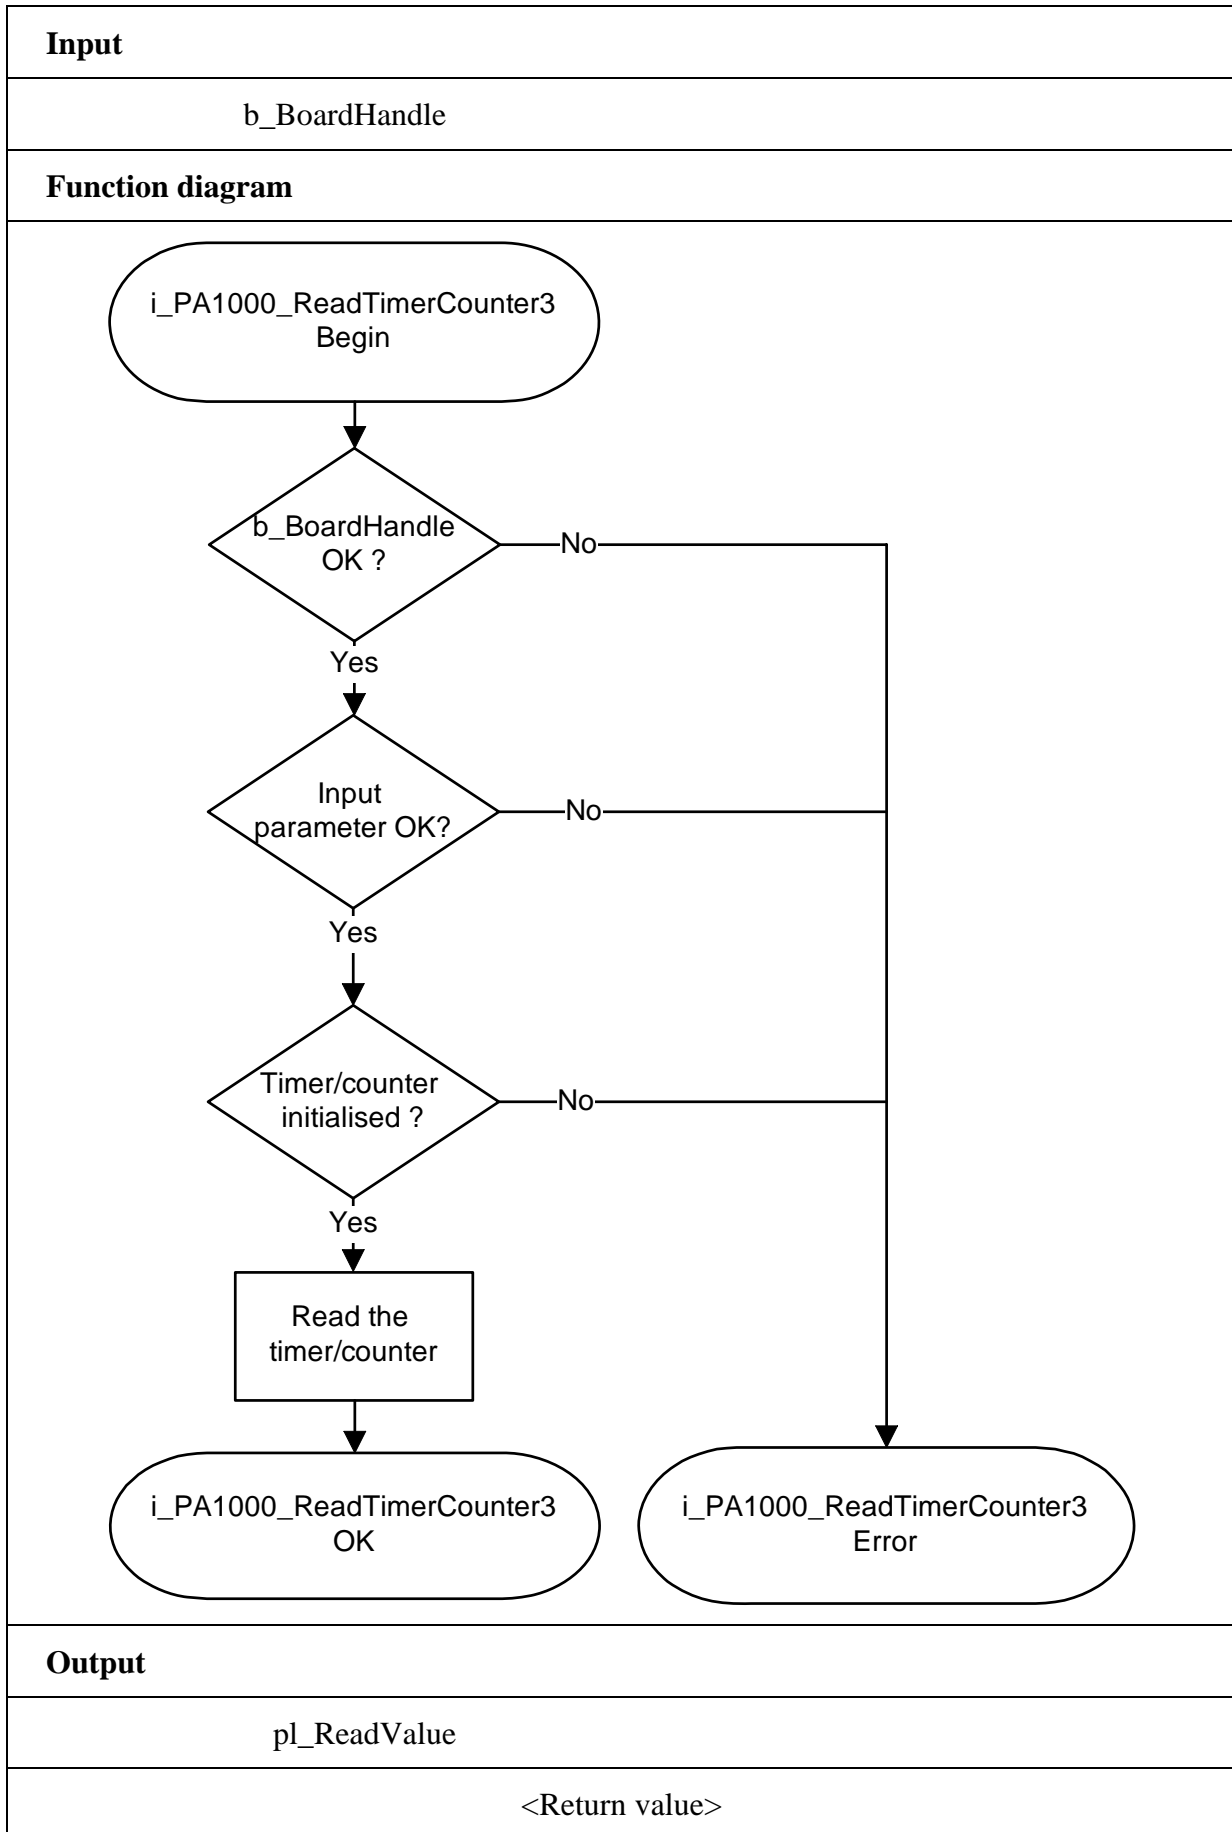 Input
b_BoardHandle
Function diagram
i_PA1000_ReadTimerCounter3
Begin
b_BoardHandle
OK ?
No
Yes
Input
parameter OK?
No
Yes
Timer/counter
initialised ?
No
Yes
Read the
timer/counter
i_PA1000_ReadTimerCounter3
OK
i_PA1000_ReadTimerCounter3
Error
Output
pl_ReadValue
<Return value>